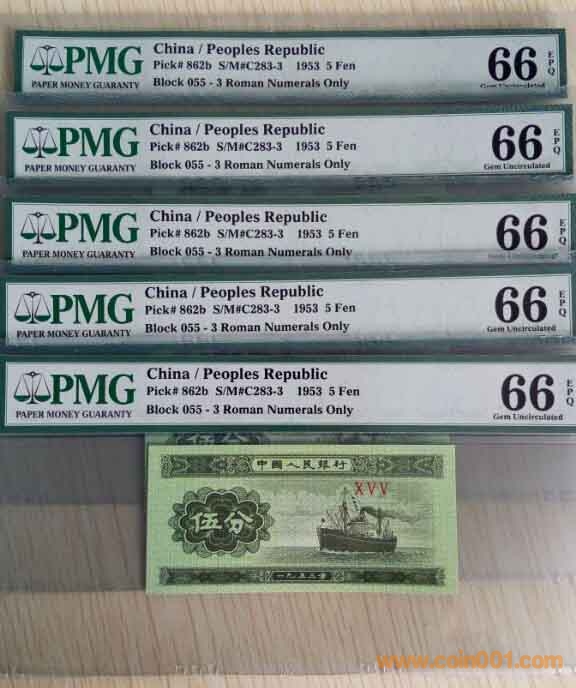 PMG
PAPER MONEY GUARANTY
China / Peoples Republic
Pick# 862b S/M#C283-3 1953 5 Fen
Block 055 - 3 Roman Numerals Only
66 EPQ
Gem Uncirculated
PMG
PAPER MONEY GUARANTY
China / Peoples Republic
Pick# 862b S/M#C283-3 1953 5 Fen
Block 055 - 3 Roman Numerals Only
66 EPQ
Gem Uncirculated
PMG
PAPER MONEY GUARANTY
China / Peoples Republic
Pick# 862b S/M#C283-3 1953 5 Fen
Block 055 - 3 Roman Numerals Only
66 EPQ
PMG
PAPER MONEY GUARANTY
China / Peoples Republic
Pick# 862b S/M#C283-3 1953 5 Fen
Block 055 - 3 Roman Numerals Only
66 EPQ
Gem Uncirculated
PMG
PAPER MONEY GUARANTY
China / Peoples Republic
Pick# 862b S/M#C283-3 1953 5 Fen
Block 055 - 3 Roman Numerals Only
66 EPQ
Gem Uncirculated
中國人民銀行
XVV
伍分
一九五三年
www.coin001.com